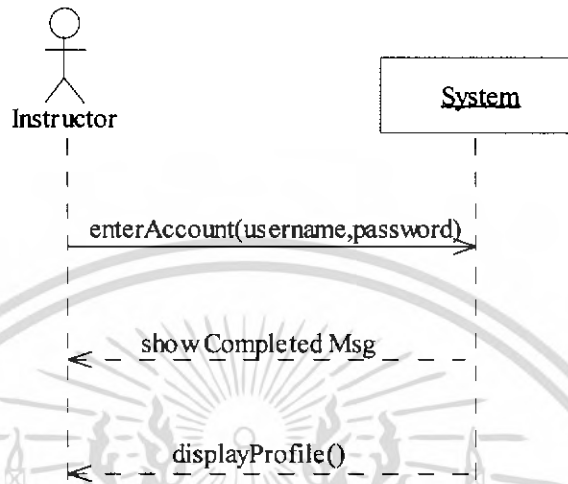 Instructor
System
enterAccount(username,password)
show Completed Msg
displayProfile()